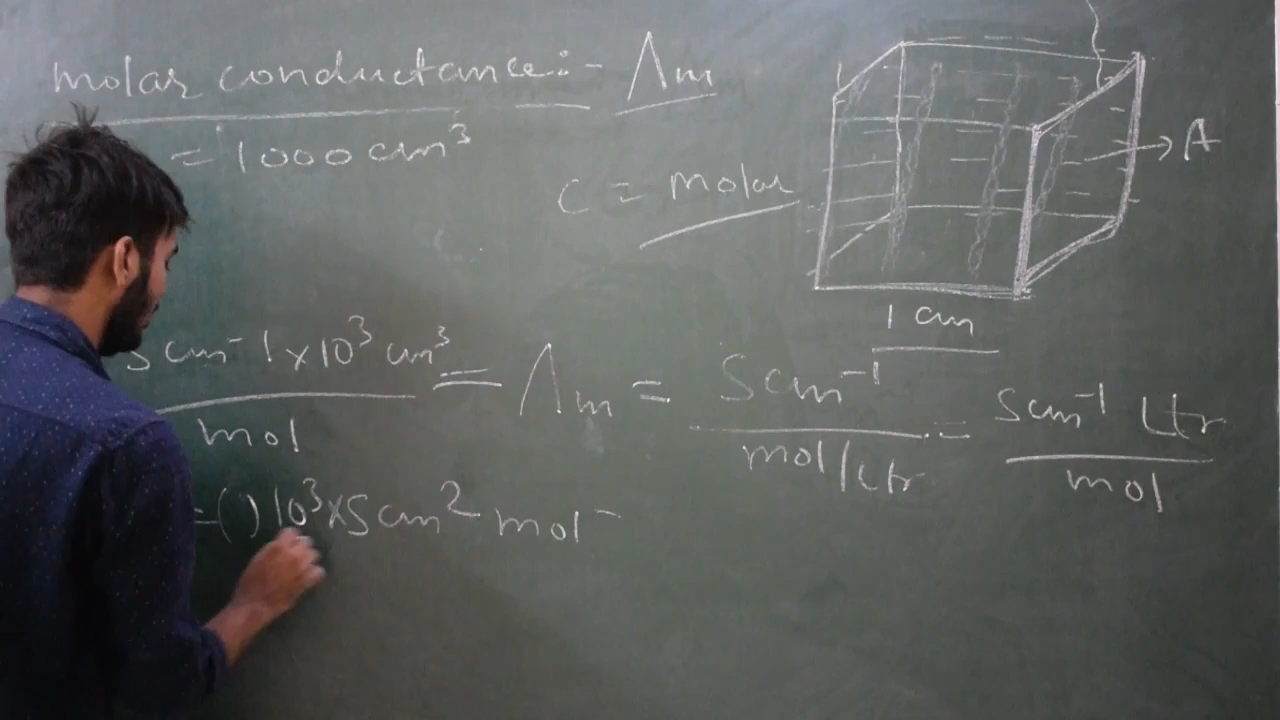 molar conductance :- Λm
= 1000 cm³
C = molar
→ A
1 cm
S cm⁻¹ × 10³ cm³ / mol = Λm = S cm⁻¹ / mol/Ltr = S cm⁻¹ Ltr / mol
= ( ) 10³ × S cm² mol⁻